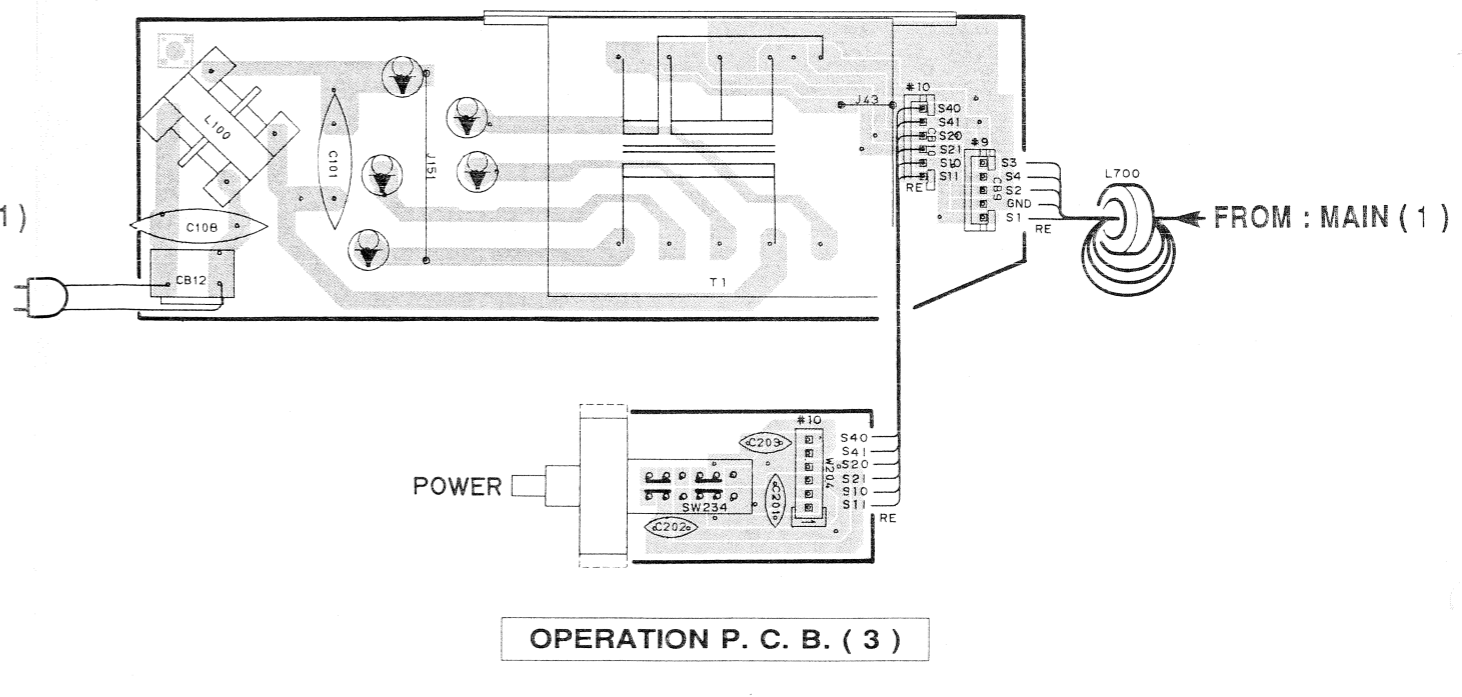 #10
J43
S40
S41
S20
S21
S10
S11
RE
CB10
#9
CB9
S3
S4
S2
GND
S1
RE
L700
FROM : MAIN ( 1 )
L100
C101
J151
1 )
C108
CB12
T1
#10
C203
S40
S41
S20
S21
S10
S11
RE
W204
POWER
SW234
C201
C202
OPERATION P. C. B. ( 3 )